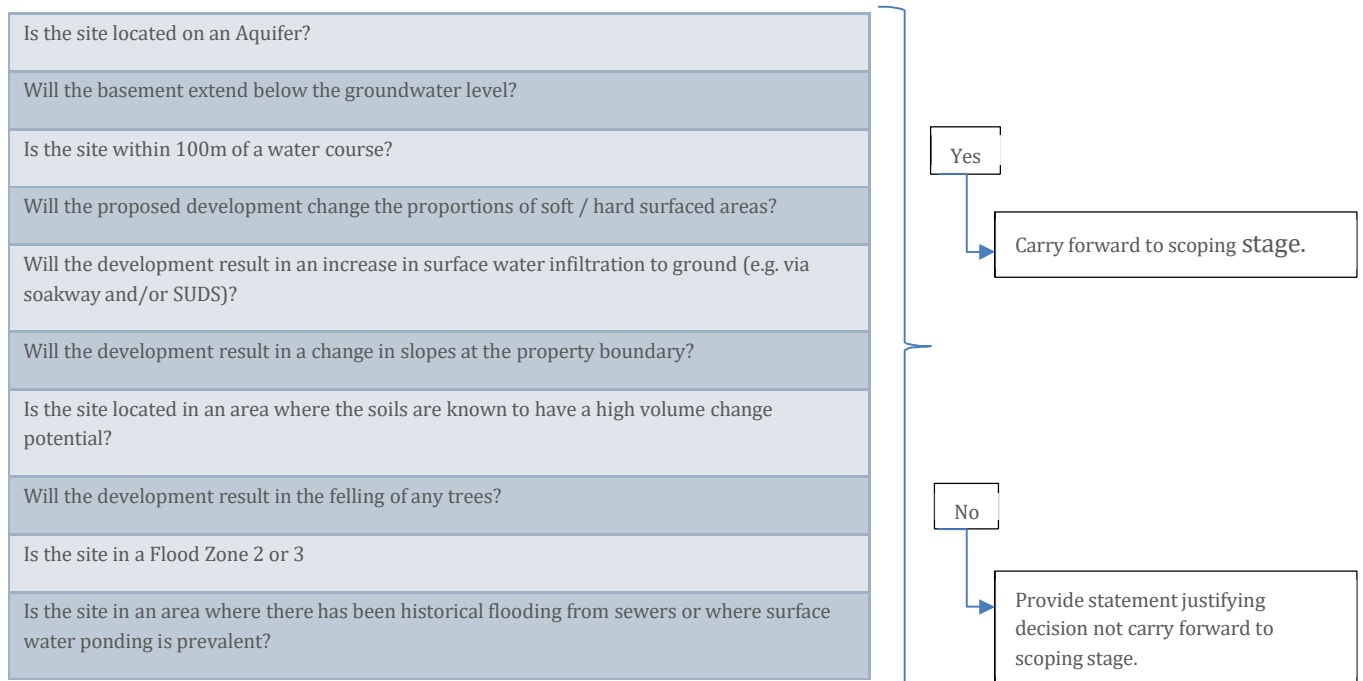 Is the site located on an Aquifer?
Will the basement extend below the groundwater level?
Is the site within 100m of a water course?
Will the proposed development change the proportions of soft / hard surfaced areas?
Will the development result in an increase in surface water infiltration to ground (e.g. via
soakway and/or SUDS)?
Will the development result in a change in slopes at the property boundary?
Is the site located in an area where the soils are known to have a high volume change
potential?
Will the development result in the felling of any trees?
Is the site in a Flood Zone 2 or 3
Is the site in an area where there has been historical flooding from sewers or where surface
water ponding is prevalent?
Yes
Carry forward to scoping stage.
No
Provide statement justifying
decision not carry forward to
scoping stage.